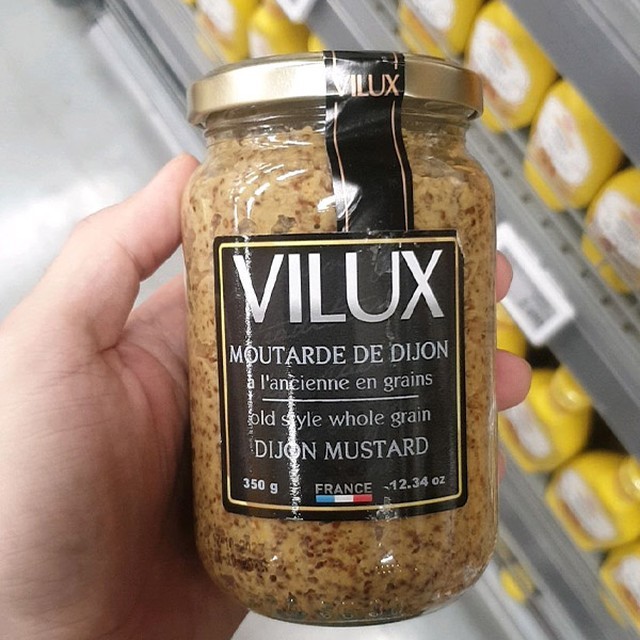 VILUX
VILUX
MOUTARDE DE DIJON
à l'ancienne en grains
old style whole grain
DIJON MUSTARD
350 g FRANCE 12.34 oz